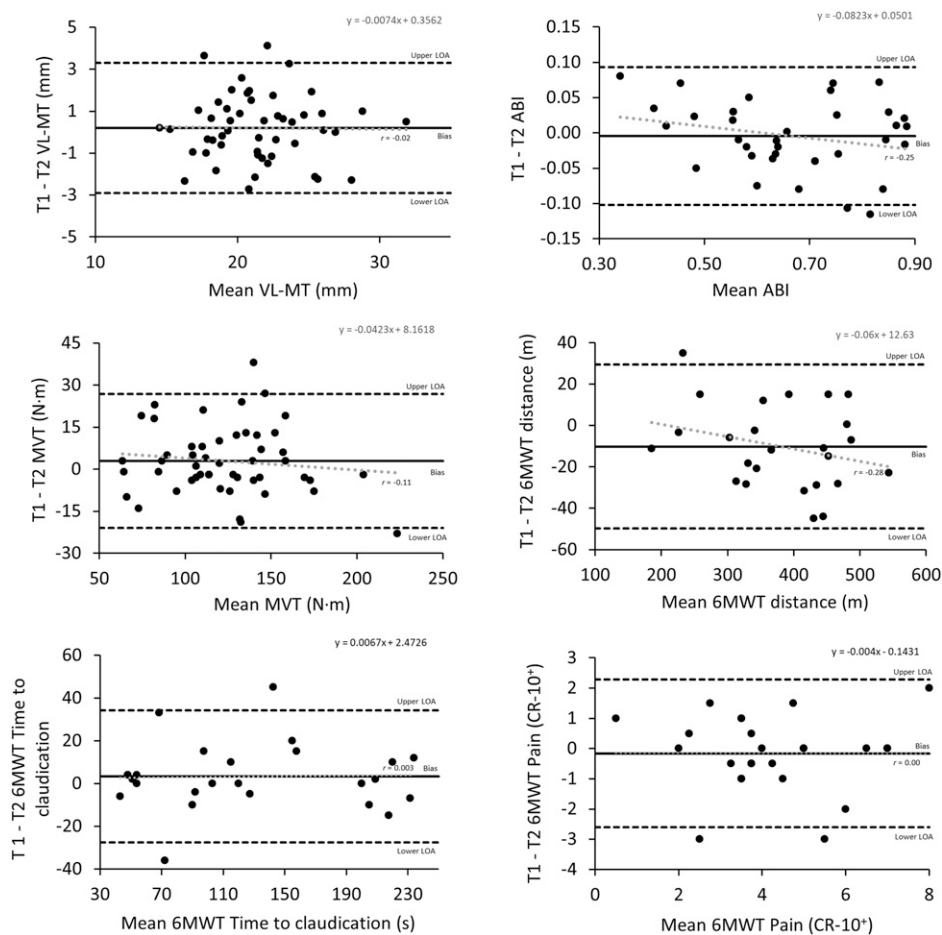 y = -0.0074x + 0.3562
T1 - T2 VL-MT (mm)
5
3
1
-1
-3
-5
Upper LOA
Bias
r = -0.02
Lower LOA
10
20
30
Mean VL-MT (mm)
y = -0.0823x + 0.0501
T1 - T2 ABI
0.15
0.10
0.05
0.00
-0.05
-0.10
-0.15
Upper LOA
Bias
r = -0.25
Lower LOA
0.30
0.50
0.70
0.90
Mean ABI
y = -0.0423x + 8.1618
T1 - T2 MVT (N·m)
45
30
15
0
-15
-30
Upper LOA
Bias
r = -0.11
Lower LOA
50
100
150
200
250
Mean MVT (N·m)
y = -0.06x + 12.63
T1 - T2 6MWT distance (m)
40
20
0
-20
-40
-60
Upper LOA
Bias
r = -0.28
Lower LOA
100
200
300
400
500
600
Mean 6MWT distance (m)
y = 0.0067x + 2.4726
T1 - T2 6MWT Time to
claudication
60
40
20
0
-20
-40
Upper LOA
r = 0.003
Bias
Lower LOA
50
100
150
200
250
Mean 6MWT Time to claudication (s)
y = -0.004x - 0.1431
T1 - T2 6MWT Pain (CR-10⁺)
3
2
1
0
-1
-2
-3
-4
Upper LOA
Bias
r = 0.00
Lower LOA
0
2
4
6
8
Mean 6MWT Pain (CR-10⁺)